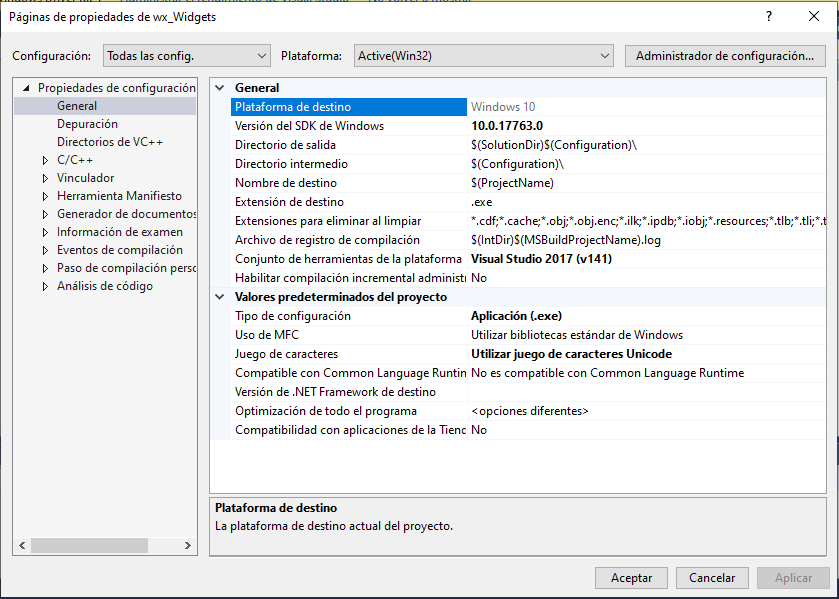 Páginas de propiedades de wx_Widgets
?
Configuración: Todas las config. Plataforma: Active(Win32) Administrador de configuración...
Propiedades de configuración
General
Depuración
Directorios de VC++
C/C++
Vinculador
Herramienta Manifiesto
Generador de documentos
Información de examen
Eventos de compilación
Paso de compilación perso
Análisis de código
General
Plataforma de destino Windows 10
Versión del SDK de Windows 10.0.17763.0
Directorio de salida $(SolutionDir)$(Configuration)\
Directorio intermedio $(Configuration)\
Nombre de destino $(ProjectName)
Extensión de destino .exe
Extensiones para eliminar al limpiar *.cdf;*.cache;*.obj;*.obj.enc;*.ilk;*.ipdb;*.iobj;*.resources;*.tlb;*.tli;*.t
Archivo de registro de compilación $(IntDir)$(MSBuildProjectName).log
Conjunto de herramientas de la plataforma Visual Studio 2017 (v141)
Habilitar compilación incremental administr No
Valores predeterminados del proyecto
Tipo de configuración Aplicación (.exe)
Uso de MFC Utilizar bibliotecas estándar de Windows
Juego de caracteres Utilizar juego de caracteres Unicode
Compatible con Common Language Runtin No es compatible con Common Language Runtime
Versión de .NET Framework de destino
Optimización de todo el programa <opciones diferentes>
Compatibilidad con aplicaciones de la Tienc No
Plataforma de destino
La plataforma de destino actual del proyecto.
Aceptar Cancelar Aplicar